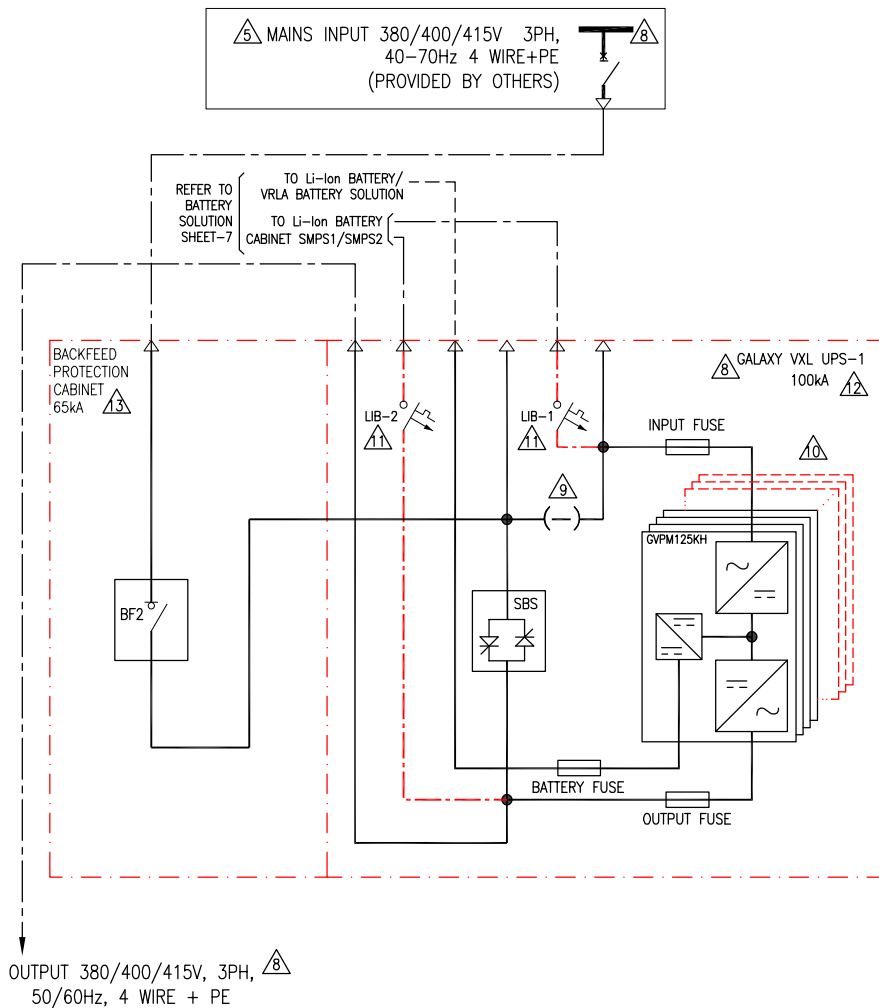 5 MAINS INPUT 380/400/415V 3PH, 8
40-70Hz 4 WIRE+PE
(PROVIDED BY OTHERS)
REFER TO
BATTERY
SOLUTION
SHEET-7
TO Li-Ion BATTERY/
VRLA BATTERY SOLUTION
TO Li-Ion BATTERY
CABINET SMPS1/SMPS2
BACKFEED
PROTECTION
CABINET
65kA 13
8 GALAXY VXL UPS-1
100kA 12
LIB-2
11
LIB-1
11
INPUT FUSE
10
9
GVPM125KH
BF2
SBS
BATTERY FUSE
OUTPUT FUSE
OUTPUT 380/400/415V, 3PH, 8
50/60Hz, 4 WIRE + PE